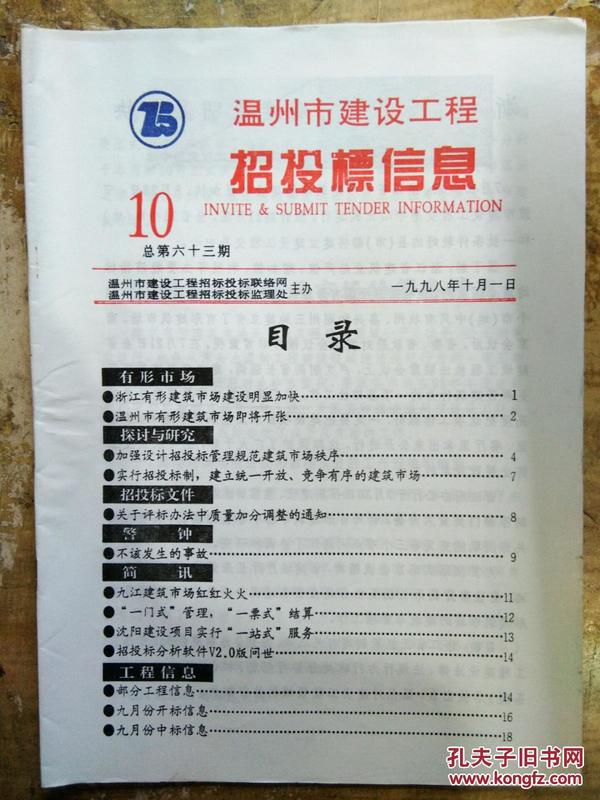 温州市建设工程
招投標信息
INVITE & SUBMIT TENDER INFORMATION
10
总第六十三期
温州市建设工程招标投标联络网
温州市建设工程招标投标监理处
主办
一九九八年十月一日
目录
有形市场
●浙江有形建筑市场建设明显加快 1
●温州市有形建筑市场即将开张 2
探讨与研究
●加强设计招投标管理规范建筑市场秩序 4
●实行招投标制，建立统一开放、竞争有序的建筑市场 7
招投标文件
●关于评标办法中质量加分调整的通知 8
警钟
●不该发生的事故 9
简讯
●九江建筑市场红红火火 11
●“一门式”管理，“一票式”结算 12
●沈阳建设项目实行“一站式”服务 13
●招投标分析软件V2.0版问世 14
工程信息
●部分工程信息 14
●九月份开标信息 16
●九月份中标信息 18
孔夫子旧书网
www.kongfz.com